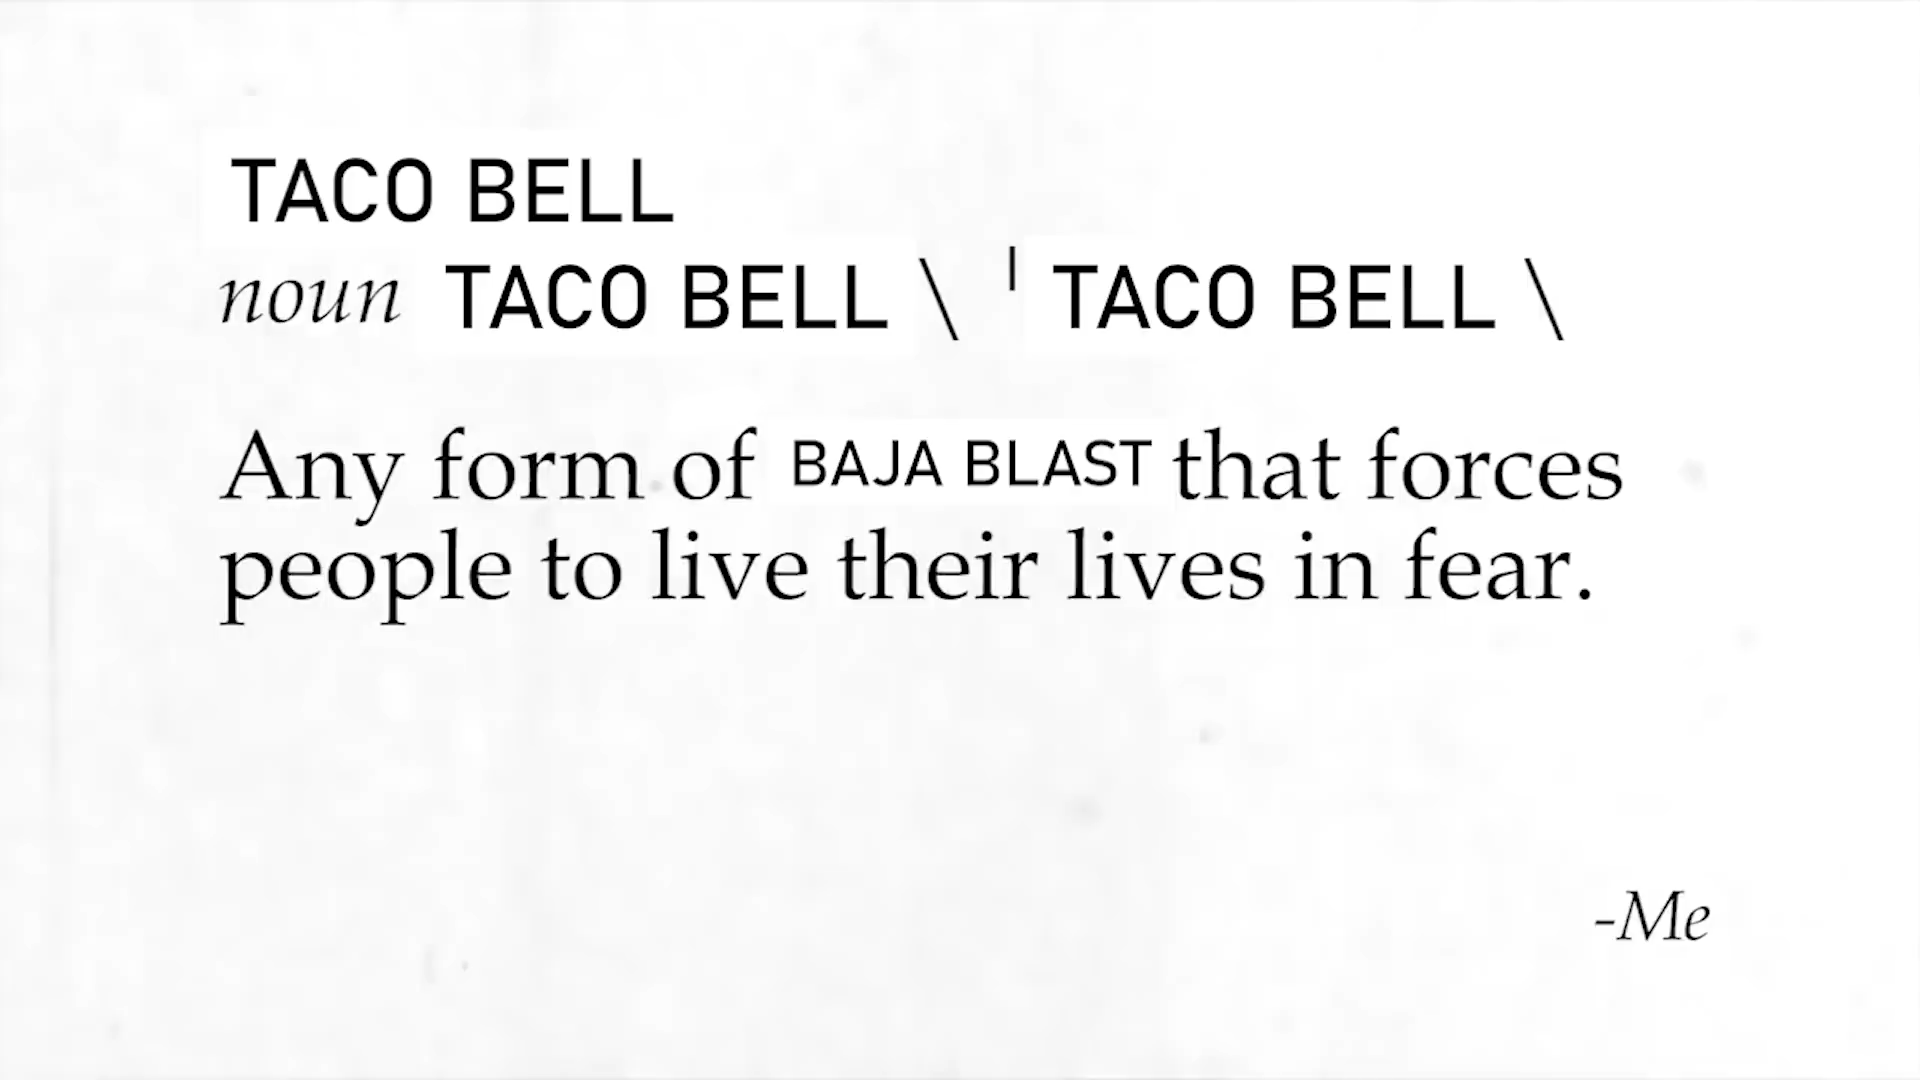 TACO BELL
noun TACO BELL \ ˈ TACO BELL \
Any form of BAJA BLAST that forces
people to live their lives in fear.
-Me